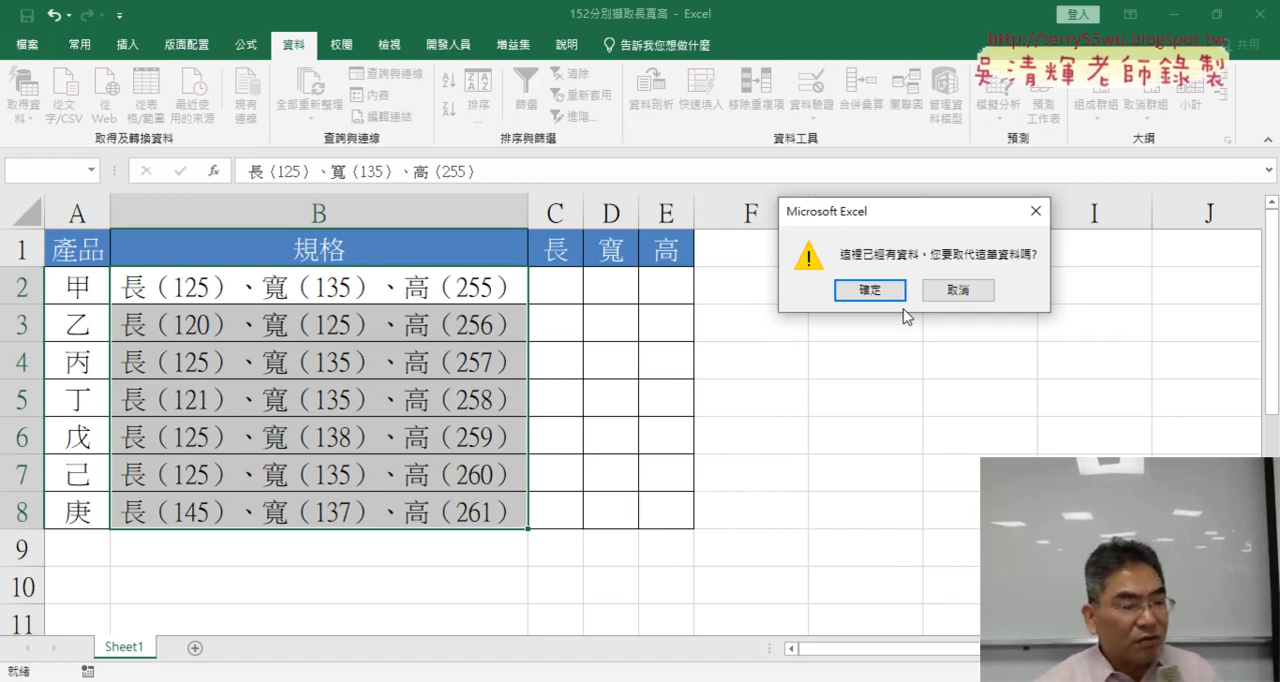 152分別擷取長寬高 - Excel
登入
檔案 常用 插入 版面配置 公式 資料 校閱 檢視 開發人員 增益集 說明 告訴我您想做什麼 共用
http://terry55wu.blogspot.tw
吳清輝老師錄製
取得資料 從文字/CSV 從Web 從表格/範圍 最近使用的來源 現有連線
取得及轉換資料
全部重新整理 查詢與連線 內容 編輯連結
查詢與連線
排序 篩選 清除 重新套用 進階...
排序與篩選
資料剖析 快速填入 移除重複項 資料驗證 合併彙算 關聯圖 管理資料模型
資料工具
模擬分析 預測工作表
預測
組成群組 取消群組 小計
大綱
fx 長（125）、寬（135）、高（255）
A B C D E F I J
1 產品 規格 長 寬 高
2 甲 長（125）、寬（135）、高（255）
3 乙 長（120）、寬（125）、高（256）
4 丙 長（125）、寬（135）、高（257）
5 丁 長（121）、寬（135）、高（258）
6 戊 長（125）、寬（138）、高（259）
7 己 長（125）、寬（135）、高（260）
8 庚 長（145）、寬（137）、高（261）
9
10
11
Microsoft Excel
這裡已經有資料。您要取代這筆資料嗎?
確定 取消
Sheet1
就緒